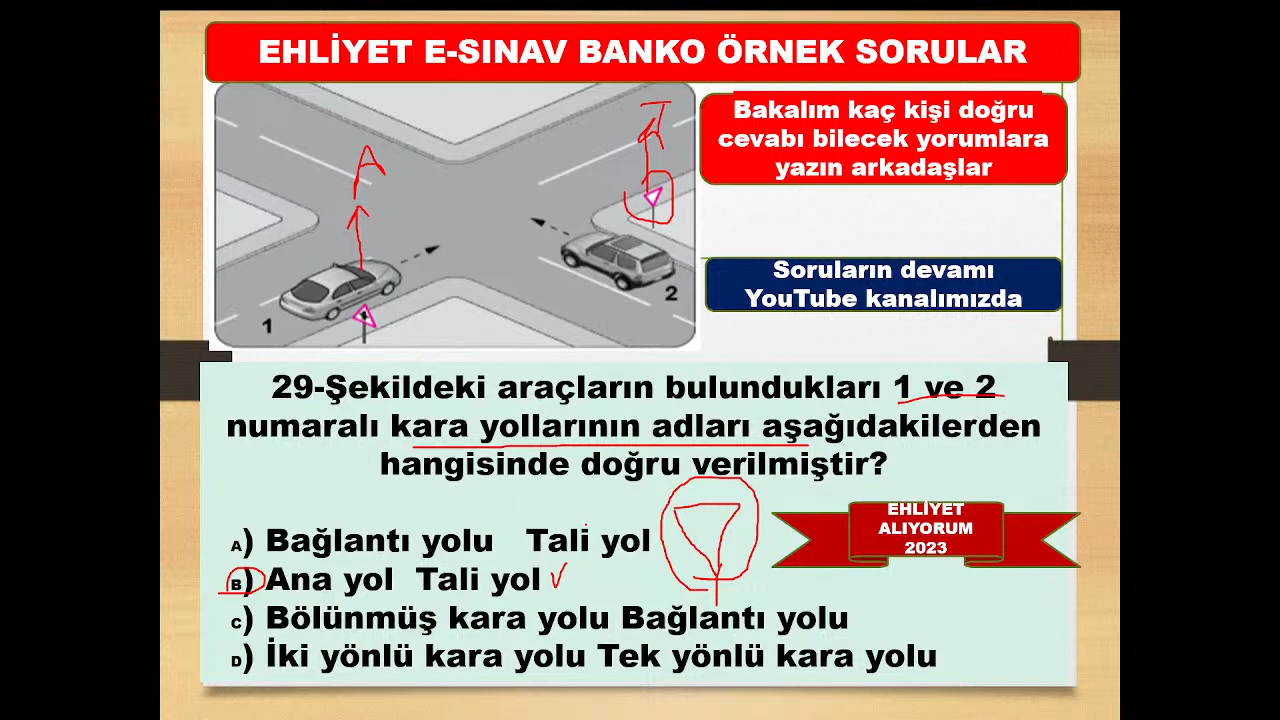 EHLİYET E-SINAV BANKO ÖRNEK SORULAR
Bakalım kaç kişi doğru
cevabı bilecek yorumlara
yazın arkadaşlar
A
T
1
2
Soruların devamı
YouTube kanalımızda
29-Şekildeki araçların bulundukları 1 ve 2
numaralı kara yollarının adları aşağıdakilerden
hangisinde doğru verilmiştir?
A) Bağlantı yolu Tali yol
B) Ana yol Tali yol
C) Bölünmüş kara yolu Bağlantı yolu
D) İki yönlü kara yolu Tek yönlü kara yolu
EHLİYET
ALIYORUM
2023